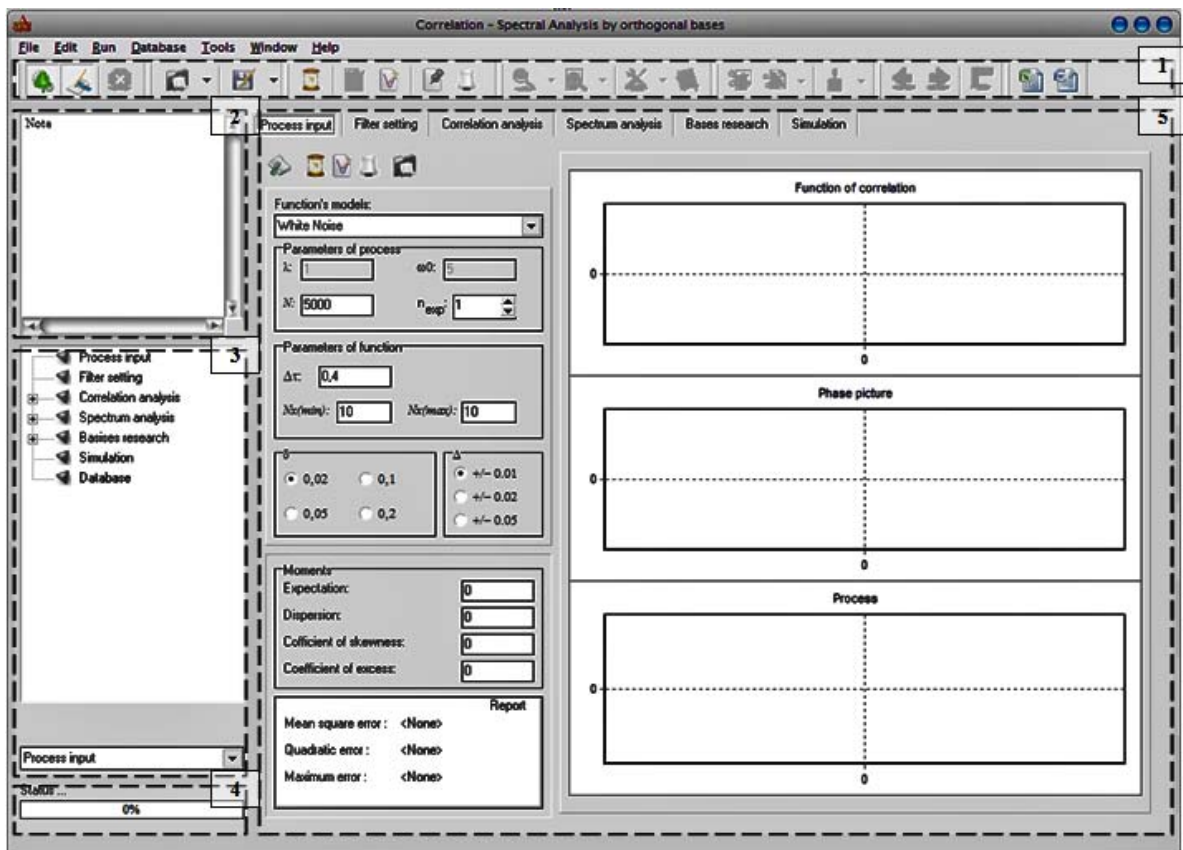 Correlation - Spectral Analysis by orthogonal bases
File Edit Run Database Tools Window Help
1
Note
2
Process input Filter setting Correlation analysis Spectrum analysis Bases research Simulation
5
Function's models:
White Noise
Parameters of process
λ: 1 ω0: 5
N: 5000 nexp: 1
Parameters of function
Δτ: 0,4
Nx(min): 10 Nx(max): 10
δ
0,02 0,1
0,05 0,2
Δ
+/- 0.01
+/- 0.02
+/- 0.05
Moments
Expectation: 0
Dispersion: 0
Cofficient of skewness: 0
Coefficient of excess: 0
Report
Mean square error : <None>
Quadratic error : <None>
Maximum error : <None>
Function of correlation
0
0
Phase picture
0
0
Process
0
0
3
Process input
Filter setting
Correlation analysis
Spectrum analysis
Basises research
Simulation
Database
Process input
4
Status ...
0%